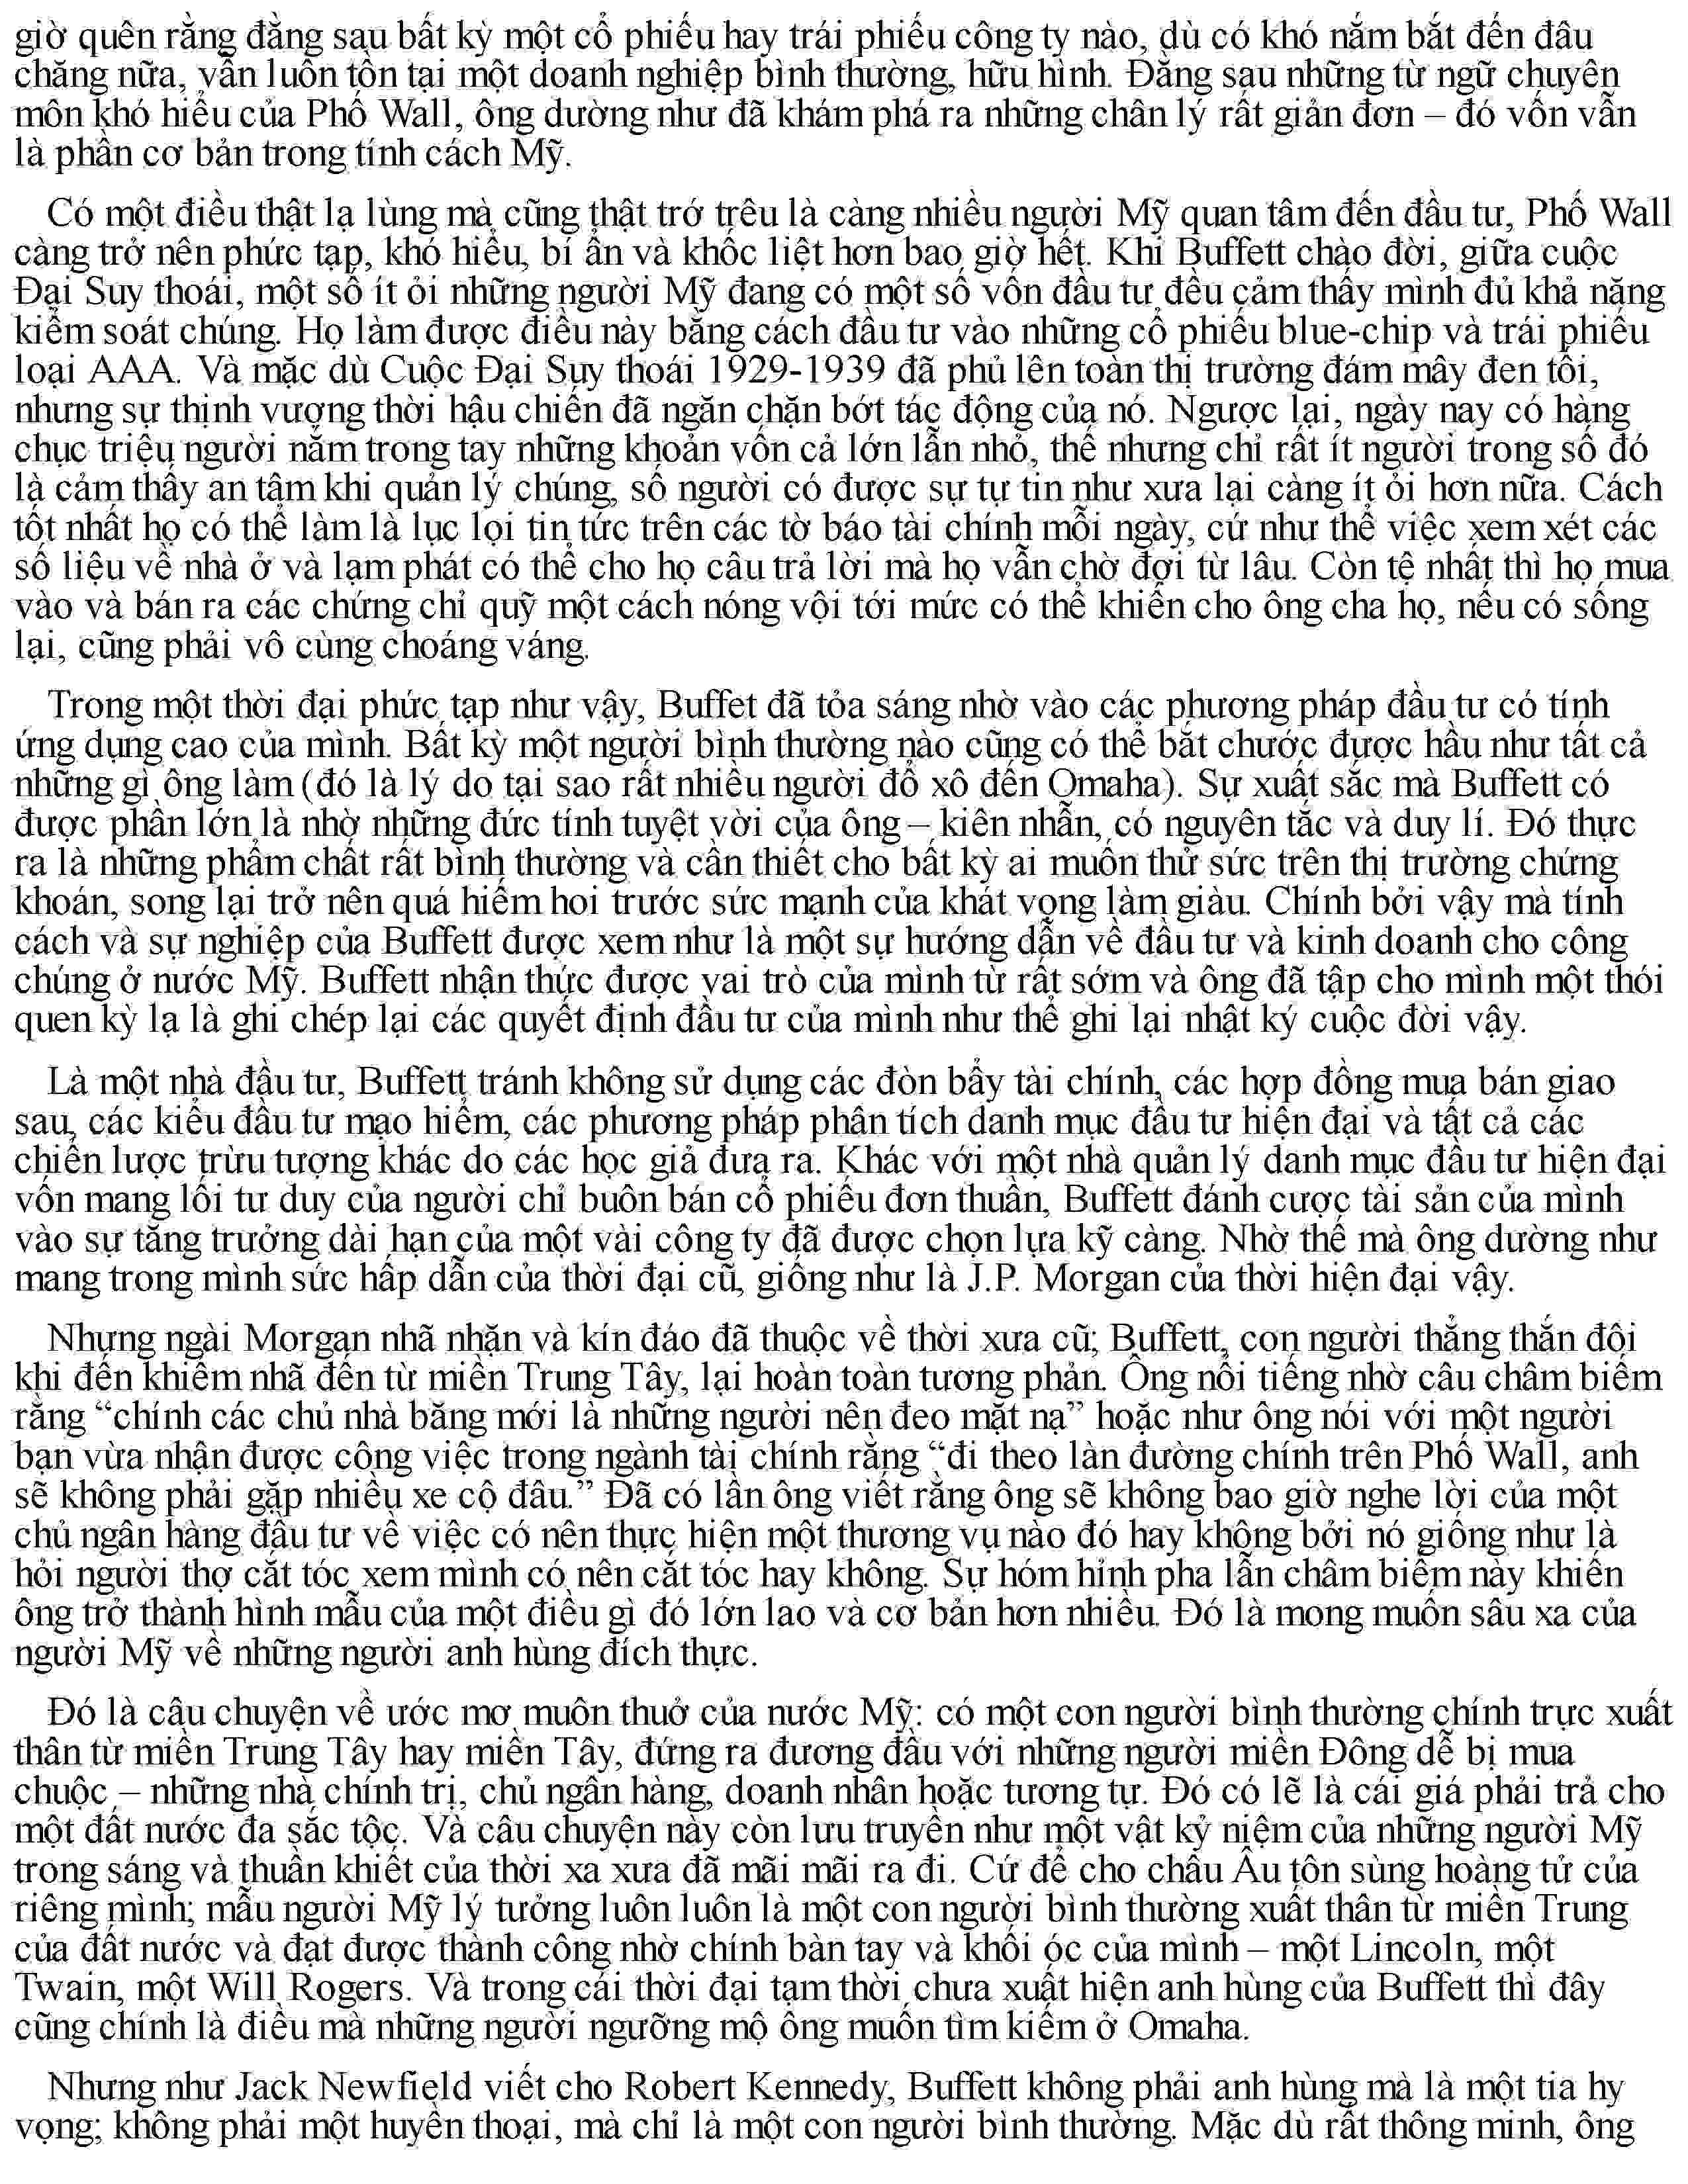 giờ quên rằng đằng sau bất kỳ một cổ phiếu hay trái phiếu công ty nào, dù có khó nắm bắt đến đâu
chăng nữa, vẫn luôn tồn tại một doanh nghiệp bình thường, hữu hình. Đằng sau những từ ngữ chuyên
môn khó hiểu của Phố Wall, ông dường như đã khám phá ra những chân lý rất giản đơn – đó vốn vẫn
là phần cơ bản trong tính cách Mỹ.
Có một điều thật lạ lùng mà cũng thật trớ trêu là càng nhiều người Mỹ quan tâm đến đầu tư, Phố Wall
càng trở nên phức tạp, khó hiểu, bí ẩn và khốc liệt hơn bao giờ hết. Khi Buffett chào đời, giữa cuộc
Đại Suy thoái, một số ít ỏi những người Mỹ đang có một số vốn đầu tư đều cảm thấy mình đủ khả năng
kiểm soát chúng. Họ làm được điều này bằng cách đầu tư vào những cổ phiếu blue-chip và trái phiếu
loại AAA. Và mặc dù Cuộc Đại Suy thoái 1929-1939 đã phủ lên toàn thị trường đám mây đen tối,
nhưng sự thịnh vượng thời hậu chiến đã ngăn chặn bớt tác động của nó. Ngược lại, ngày nay có hàng
chục triệu người nắm trong tay những khoản vốn cả lớn lẫn nhỏ, thế nhưng chỉ rất ít người trong số đó
là cảm thấy an tâm khi quản lý chúng, số người có được sự tự tin như xưa lại càng ít ỏi hơn nữa. Cách
tốt nhất họ có thể làm là lục lọi tin tức trên các tờ báo tài chính mỗi ngày, cứ như thể việc xem xét các
số liệu về nhà ở và lạm phát có thể cho họ câu trả lời mà họ vẫn chờ đợi từ lâu. Còn tệ nhất thì họ mua
vào và bán ra các chứng chỉ quỹ một cách nóng vội tới mức có thể khiến cho ông cha họ, nếu có sống
lại, cũng phải vô cùng choáng váng.
Trong một thời đại phức tạp như vậy, Buffet đã tỏa sáng nhờ vào các phương pháp đầu tư có tính
ứng dụng cao của mình. Bất kỳ một người bình thường nào cũng có thể bắt chước được hầu như tất cả
những gì ông làm (đó là lý do tại sao rất nhiều người đổ xô đến Omaha). Sự xuất sắc mà Buffett có
được phần lớn là nhờ những đức tính tuyệt vời của ông – kiên nhẫn, có nguyên tắc và duy lí. Đó thực
ra là những phẩm chất rất bình thường và cần thiết cho bất kỳ ai muốn thử sức trên thị trường chứng
khoán, song lại trở nên quá hiếm hoi trước sức mạnh của khát vọng làm giàu. Chính bởi vậy mà tính
cách và sự nghiệp của Buffett được xem như là một sự hướng dẫn về đầu tư và kinh doanh cho công
chúng ở nước Mỹ. Buffett nhận thức được vai trò của mình từ rất sớm và ông đã tập cho mình một thói
quen kỳ lạ là ghi chép lại các quyết định đầu tư của mình như thể ghi lại nhật ký cuộc đời vậy.
Là một nhà đầu tư, Buffett tránh không sử dụng các đòn bẩy tài chính, các hợp đồng mua bán giao
sau, các kiểu đầu tư mạo hiểm, các phương pháp phân tích danh mục đầu tư hiện đại và tất cả các
chiến lược trừu tượng khác do các học giả đưa ra. Khác với một nhà quản lý danh mục đầu tư hiện đại
vốn mang lối tư duy của người chỉ buôn bán cổ phiếu đơn thuần, Buffett đánh cược tài sản của mình
vào sự tăng trưởng dài hạn của một vài công ty đã được chọn lựa kỹ càng. Nhờ thế mà ông dường như
mang trong mình sức hấp dẫn của thời đại cũ, giống như là J.P. Morgan của thời hiện đại vậy.
Nhưng ngài Morgan nhã nhặn và kín đáo đã thuộc về thời xưa cũ; Buffett, con người thẳng thắn đôi
khi đến khiếm nhã đến từ miền Trung Tây, lại hoàn toàn tương phản. Ông nổi tiếng nhờ câu châm biếm
rằng “chính các chủ nhà băng mới là những người nên đeo mặt nạ” hoặc như ông nói với một người
bạn vừa nhận được công việc trong ngành tài chính rằng “đi theo làn đường chính trên Phố Wall, anh
sẽ không phải gặp nhiều xe cộ đâu.” Đã có lần ông viết rằng ông sẽ không bao giờ nghe lời của một
chủ ngân hàng đầu tư về việc có nên thực hiện một thương vụ nào đó hay không bởi nó giống như là
hỏi người thợ cắt tóc xem mình có nên cắt tóc hay không. Sự hóm hỉnh pha lẫn châm biếm này khiến
ông trở thành hình mẫu của một điều gì đó lớn lao và cơ bản hơn nhiều. Đó là mong muốn sâu xa của
người Mỹ về những người anh hùng đích thực.
Đó là câu chuyện về ước mơ muôn thuở của nước Mỹ: có một con người bình thường chính trực xuất
thân từ miền Trung Tây hay miền Tây, đứng ra đương đầu với những người miền Đông dễ bị mua
chuộc – những nhà chính trị, chủ ngân hàng, doanh nhân hoặc tương tự. Đó có lẽ là cái giá phải trả cho
một đất nước đa sắc tộc. Và câu chuyện này còn lưu truyền như một vật kỷ niệm của những người Mỹ
trong sáng và thuần khiết của thời xa xưa đã mãi mãi ra đi. Cứ để cho châu Âu tôn sùng hoàng tử của
riêng mình; mẫu người Mỹ lý tưởng luôn luôn là một con người bình thường xuất thân từ miền Trung
của đất nước và đạt được thành công nhờ chính bàn tay và khối óc của mình – một Lincoln, một
Twain, một Will Rogers. Và trong cái thời đại tạm thời chưa xuất hiện anh hùng của Buffett thì đây
cũng chính là điều mà những người ngưỡng mộ ông muốn tìm kiếm ở Omaha.
Nhưng như Jack Newfield viết cho Robert Kennedy, Buffett không phải anh hùng mà là một tia hy
vọng; không phải một huyền thoại, mà chỉ là một con người bình thường. Mặc dù rất thông minh, ông